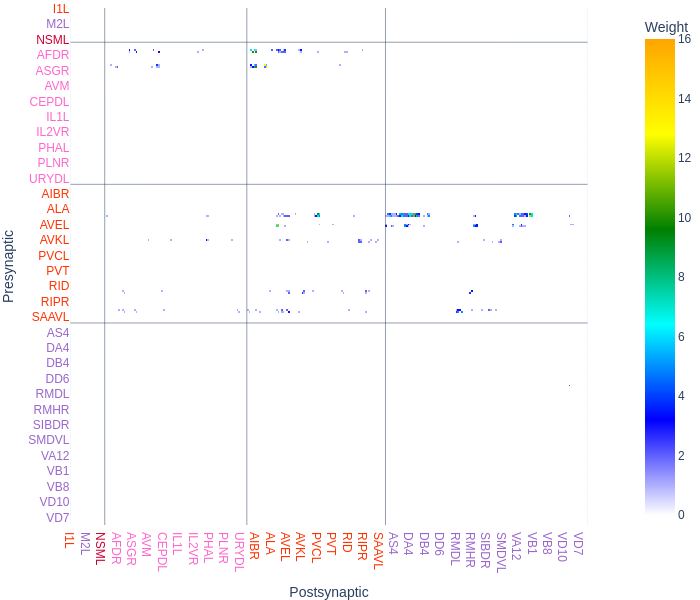 I1L
M2L
NSML
AFDR
ASGR
AVM
CEPDL
IL1L
IL2VR
PHAL
PLNR
URYDL
AIBR
ALA
AVEL
AVKL
PVCL
PVT
RID
RIPR
SAAVL
AS4
DA4
DB4
DD6
RMDL
RMHR
SIBDR
SMDVL
VA12
VB1
VB8
VD10
VD7
Presynaptic
I1L M2L NSML AFDR ASGR AVM CEPDL IL1L IL2VR PHAL PLNR URYDL AIBR ALA AVEL AVKL PVCL PVT RID RIPR SAAVL AS4 DA4 DB4 DD6 RMDL RMHR SIBDR SMDVL VA12 VB1 VB8 VD10 VD7
Postsynaptic
Weight
16
14
12
10
8
6
4
2
0